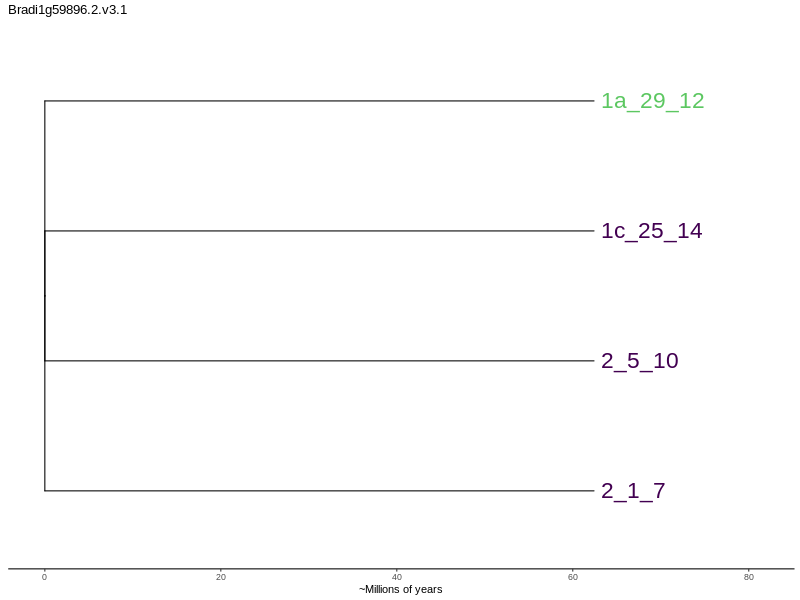 Bradi1g59896.2.v3.1
1a_29_12
1c_25_14
2_5_10
2_1_7
0 20 40 60 80
~Millions of years